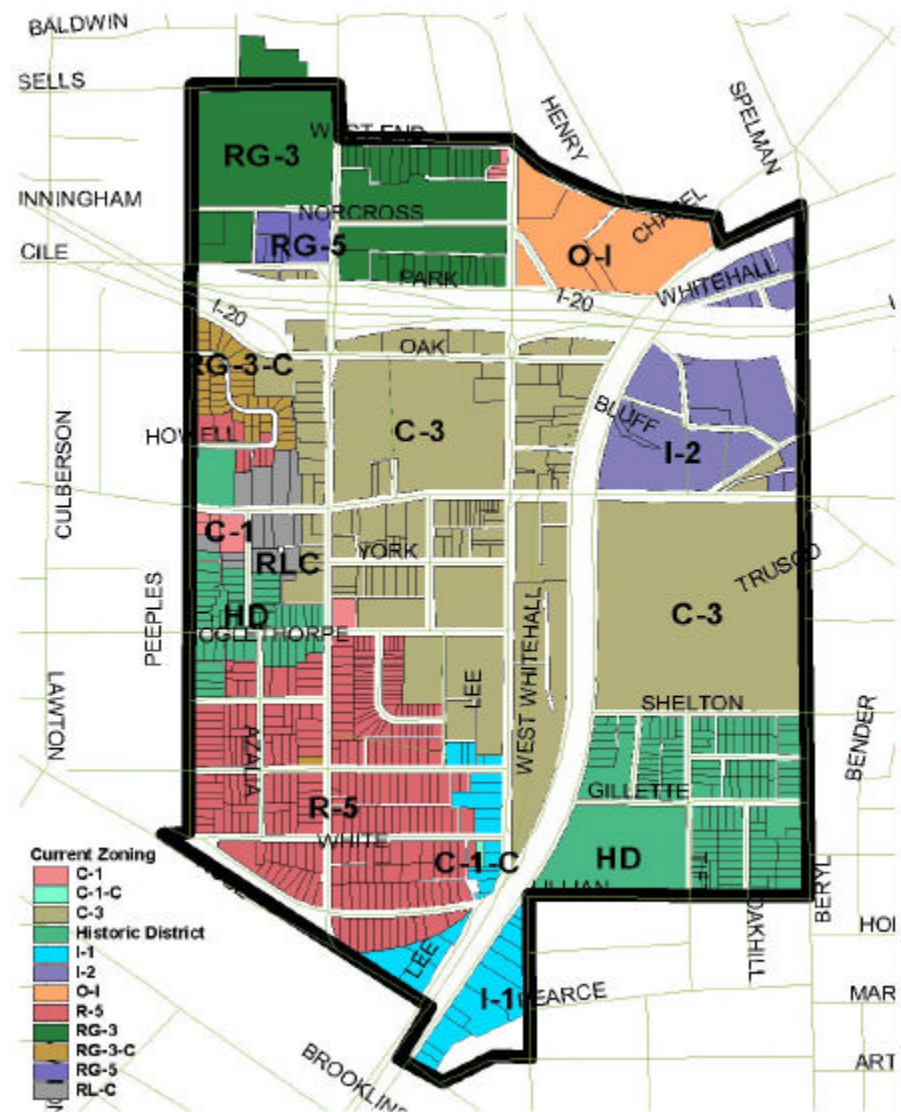 BALDWIN
SELLS
HENRY
SPELMAN
WEST END
RG-3
INNINGHAM
NORCROSS
CHAPEL
RG-5
O-I
CILE
PARK
WHITEHALL
I-20
I-20
OAK
RG-3-C
BLUFF
HOWELL
C-3
I-2
CULBERSON
C-1
YORK
RLC
TRUSCO
PEEPLES
HD
C-3
OGLETHORPE
WEST WHITEHALL
LEE
SHELTON
LAWTON
AZALIA
BENDER
GILLETTE
R-5
WHITE
C-1-C
HD
LILLIAN
BERYL
OAKHILL
HOI
LEE
I-1
PEARCE
MAR
BROOKLINE
ART
Current Zoning
C-1
C-1-C
C-3
Historic District
I-1
I-2
O-I
R-5
RG-3
RG-3-C
RG-5
RL-C